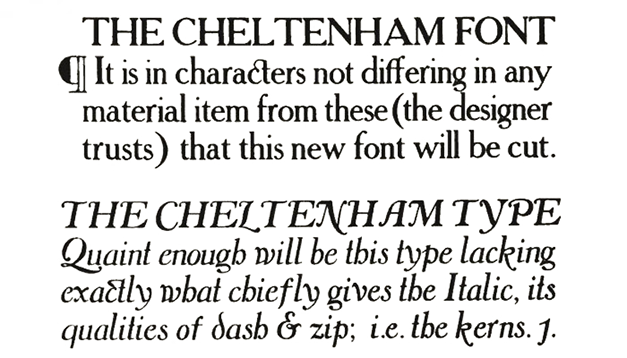 THE CHELTENHAM FONT
¶ It is in characters not differing in any
material item from these (the designer
trusts) that this new font will be cut.
THE CHELTENHAM TYPE
Quaint enough will be this type lacking
exactly what chiefly gives the Italic, its
qualities of dash & zip; i.e. the kerns. J.